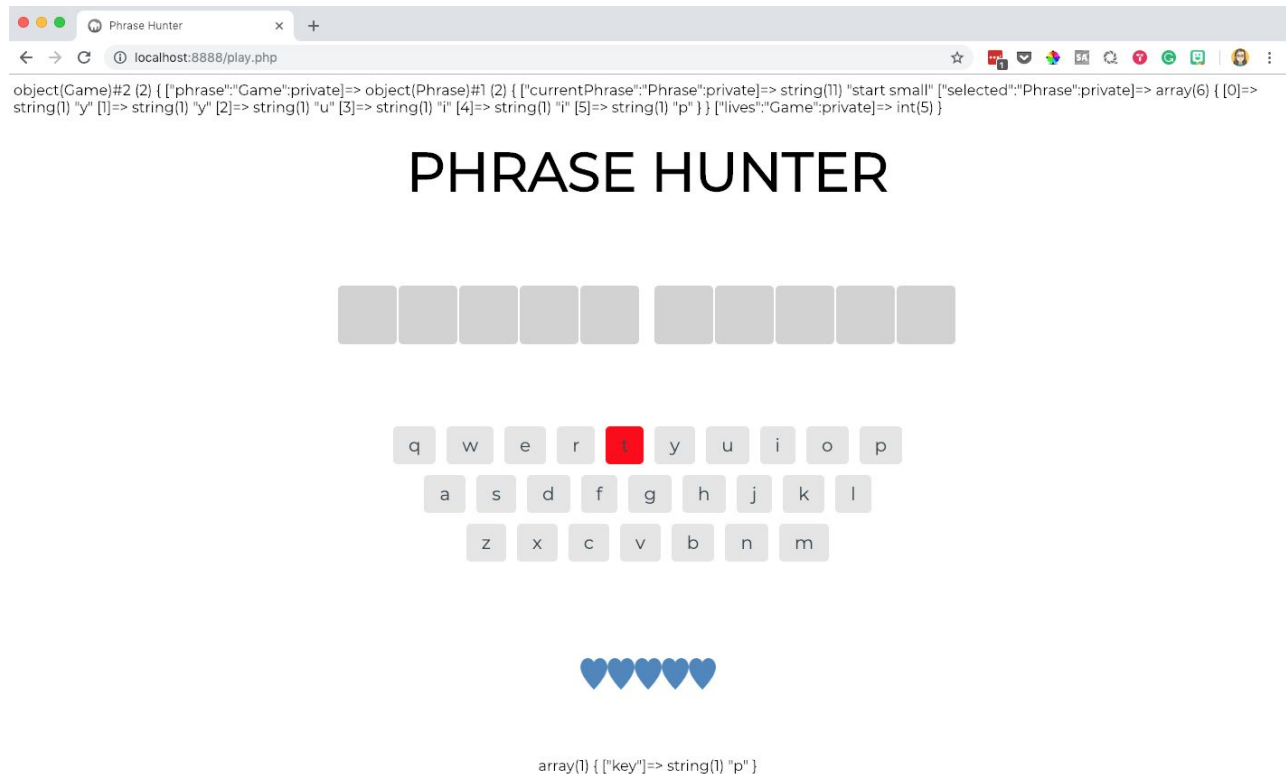 Phrase Hunter
localhost:8888/play.php
1
object(Game)#2 (2) { ["phrase":"Game":private]=> object(Phrase)#1 (2) { ["currentPhrase":"Phrase":private]=> string(11) "start small" ["selected":"Phrase":private]=> array(6) { [0]=>
string(1) "y" [1]=> string(1) "y" [2]=> string(1) "u" [3]=> string(1) "i" [4]=> string(1) "i" [5]=> string(1) "p" } } ["lives":"Game":private]=> int(5) }
PHRASE HUNTER
q w e r t y u i o p
a s d f g h j k l
z x c v b n m
array(1) { ["key"]=> string(1) "p" }